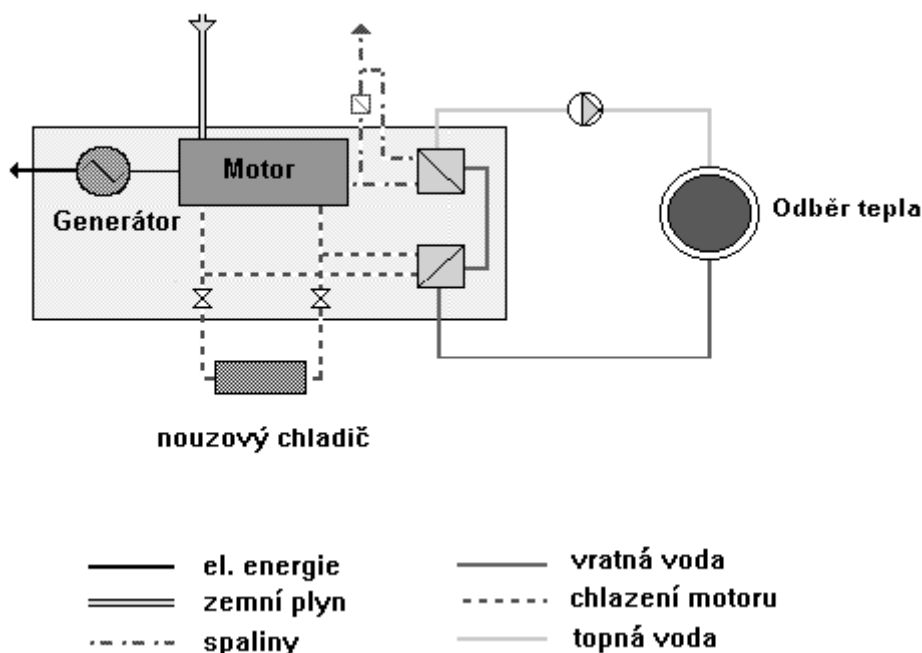 Motor
Generátor
Odběr tepla
nouzový chladič
el. energie
zemní plyn
spaliny
vratná voda
chlazení motoru
topná voda